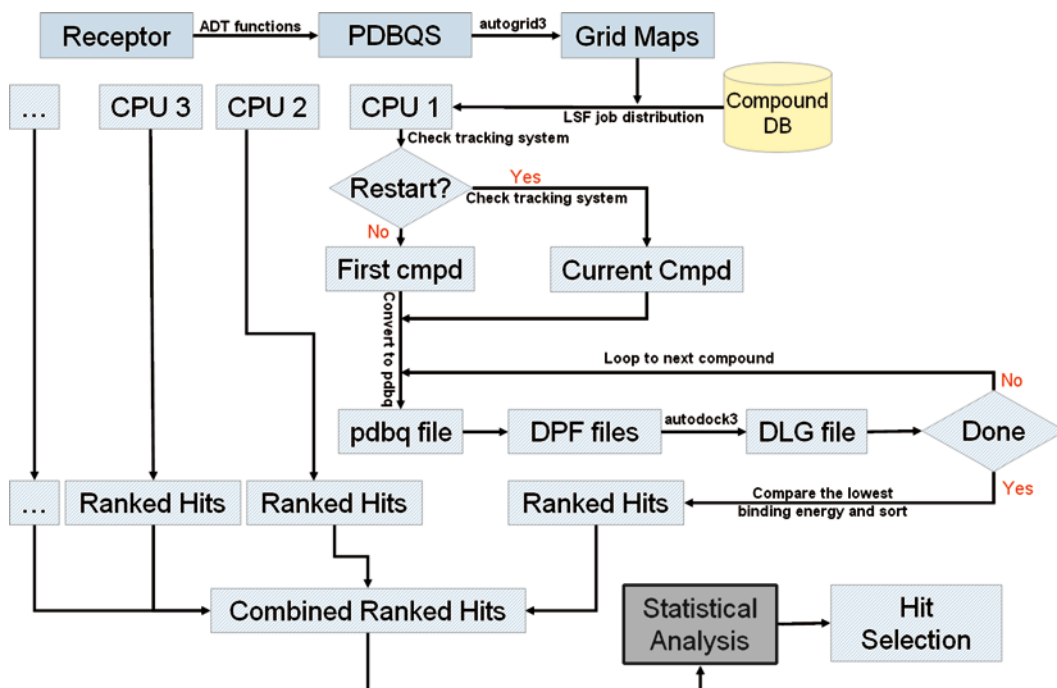 Receptor
ADT functions
PDBQS
autogrid3
Grid Maps
...
CPU 3
CPU 2
CPU 1
LSF job distribution
Compound
DB
Check tracking system
Restart?
Yes
Check tracking system
No
First cmpd
Current Cmpd
Convert to pdbq
Loop to next compound
No
pdbq file
DPF files
autodock3
DLG file
Done
Yes
...
Ranked Hits
Ranked Hits
Ranked Hits
Compare the lowest
binding energy and sort
Combined Ranked Hits
Statistical
Analysis
Hit
Selection